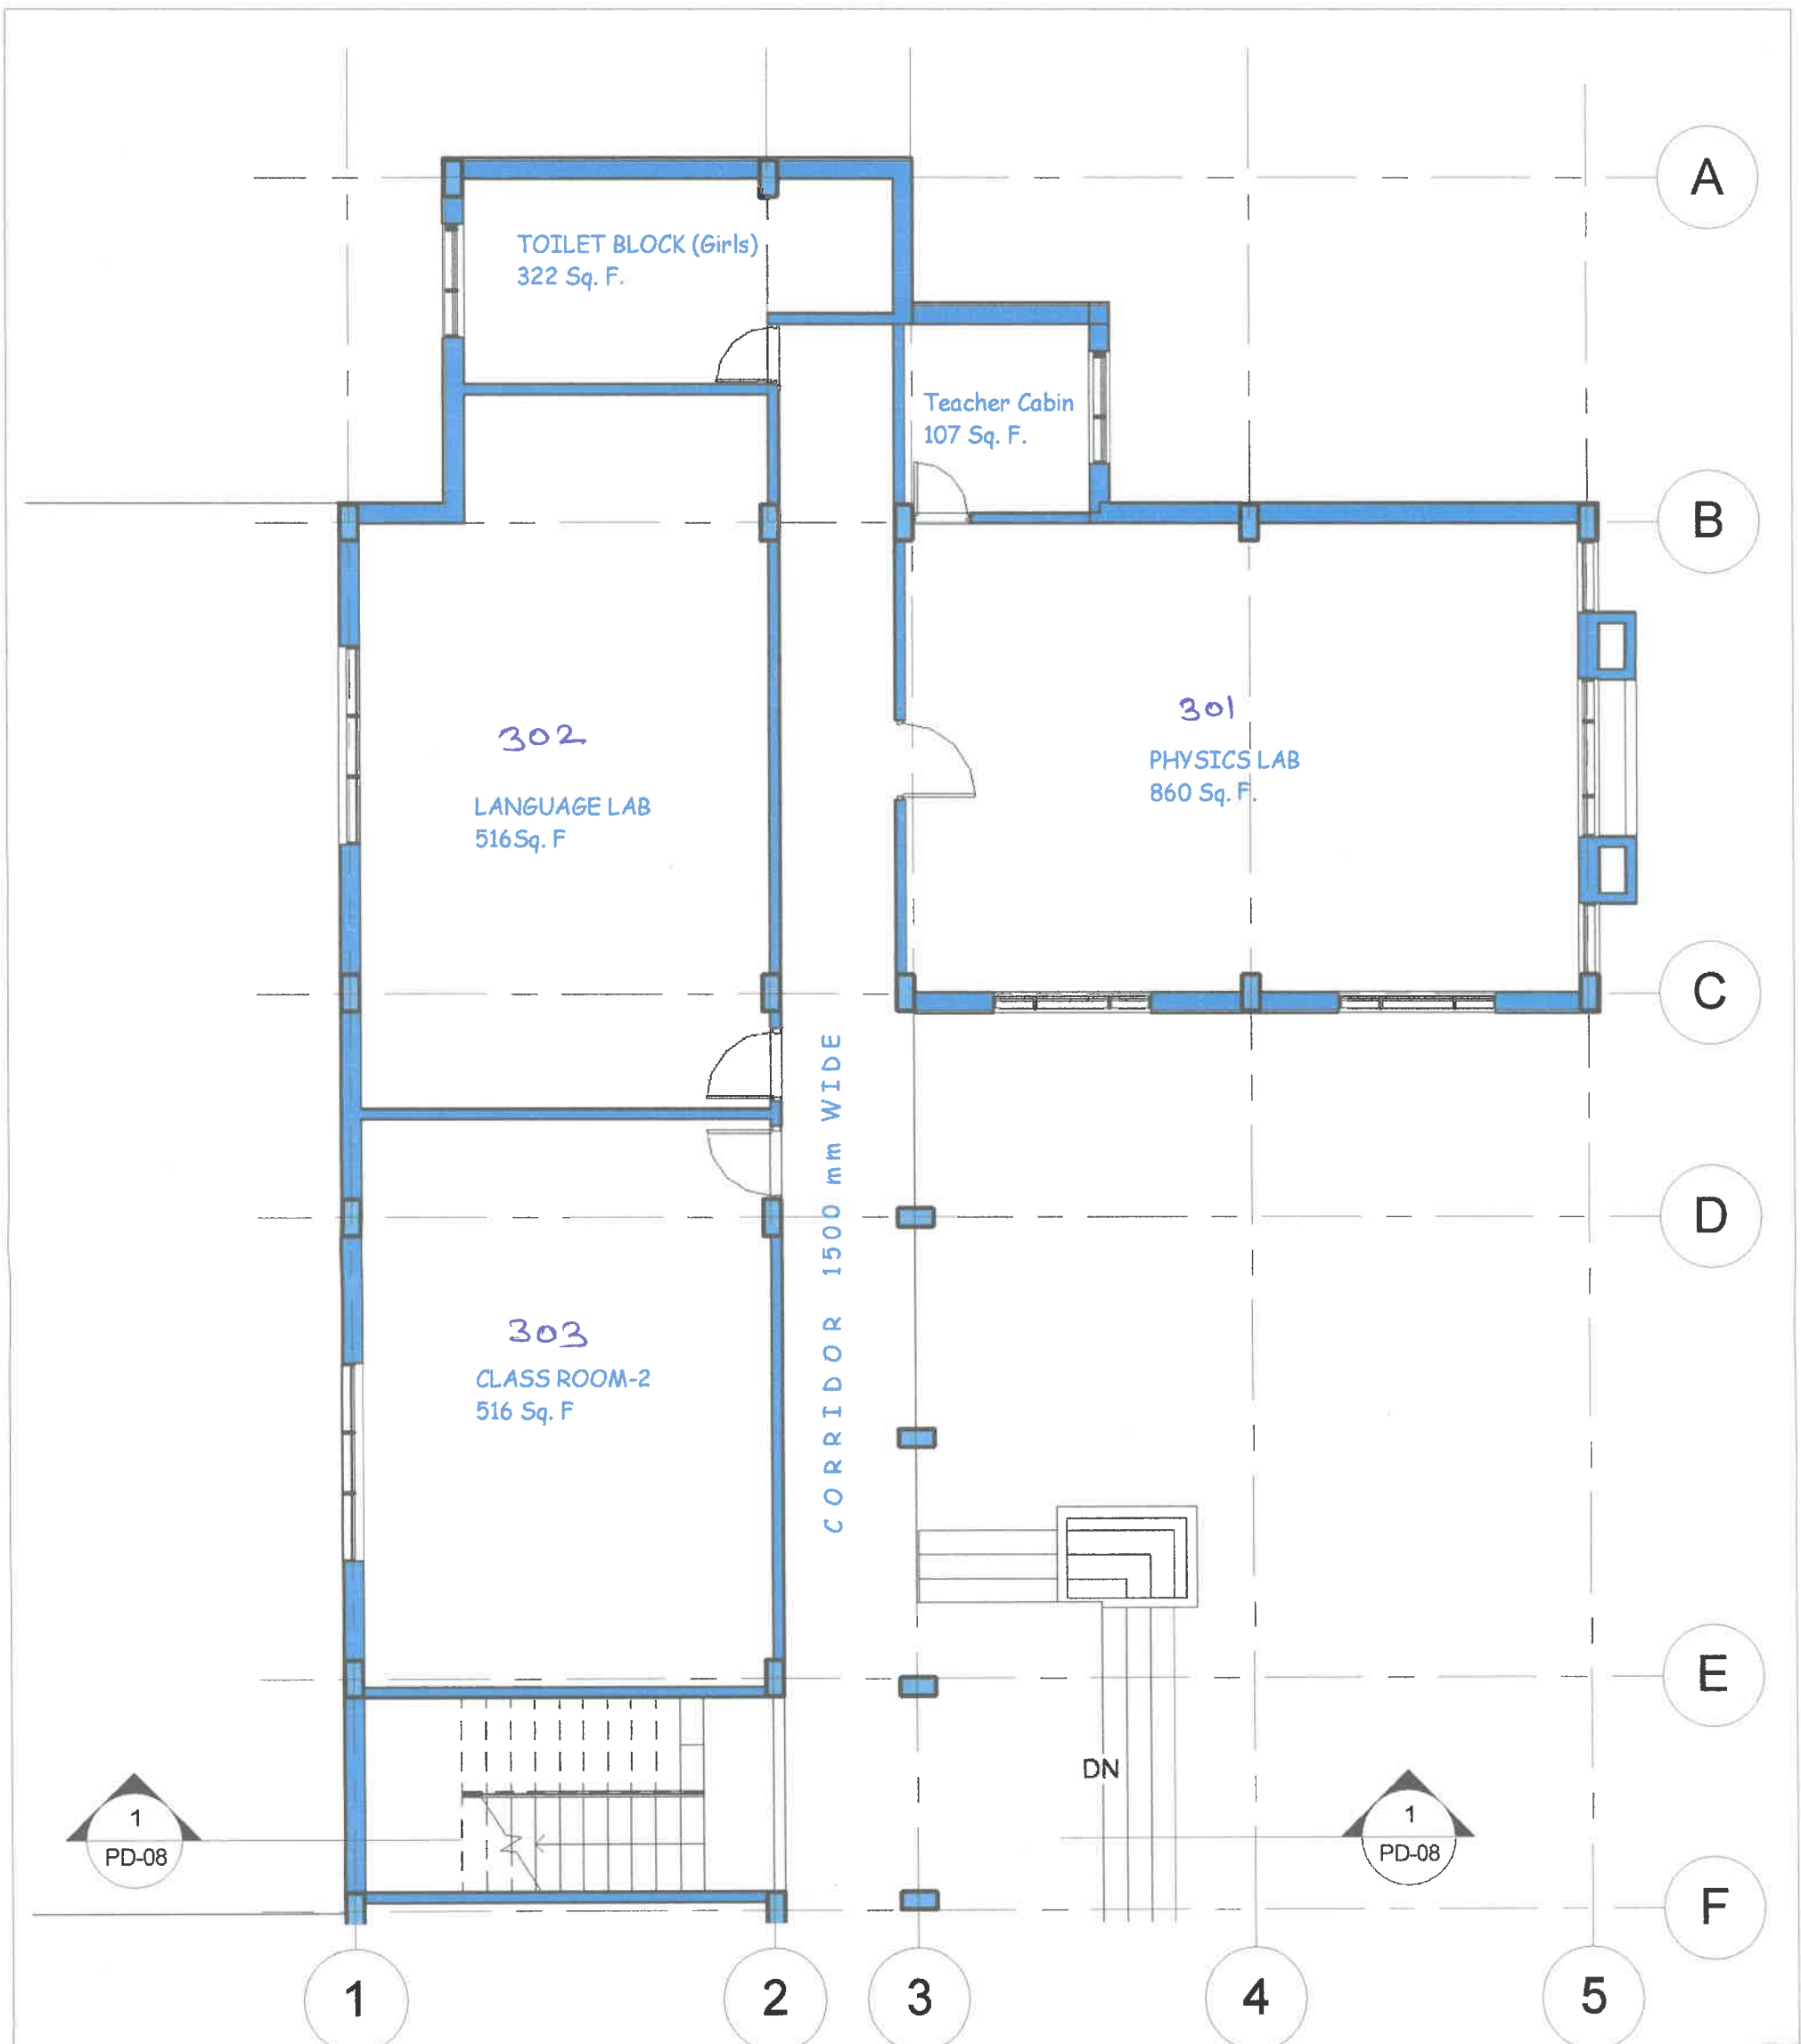 A
TOILET BLOCK (Girls)
322 Sq. F.
Teacher Cabin
107 Sq. F.
B
301
PHYSICS LAB
860 Sq. F.
302
LANGUAGE LAB
516Sq. F
C
CORRIDOR 1500 mm WIDE
D
303
CLASS ROOM-2
516 Sq. F
E
DN
1
PD-08
1
PD-08
F
1
2
3
4
5